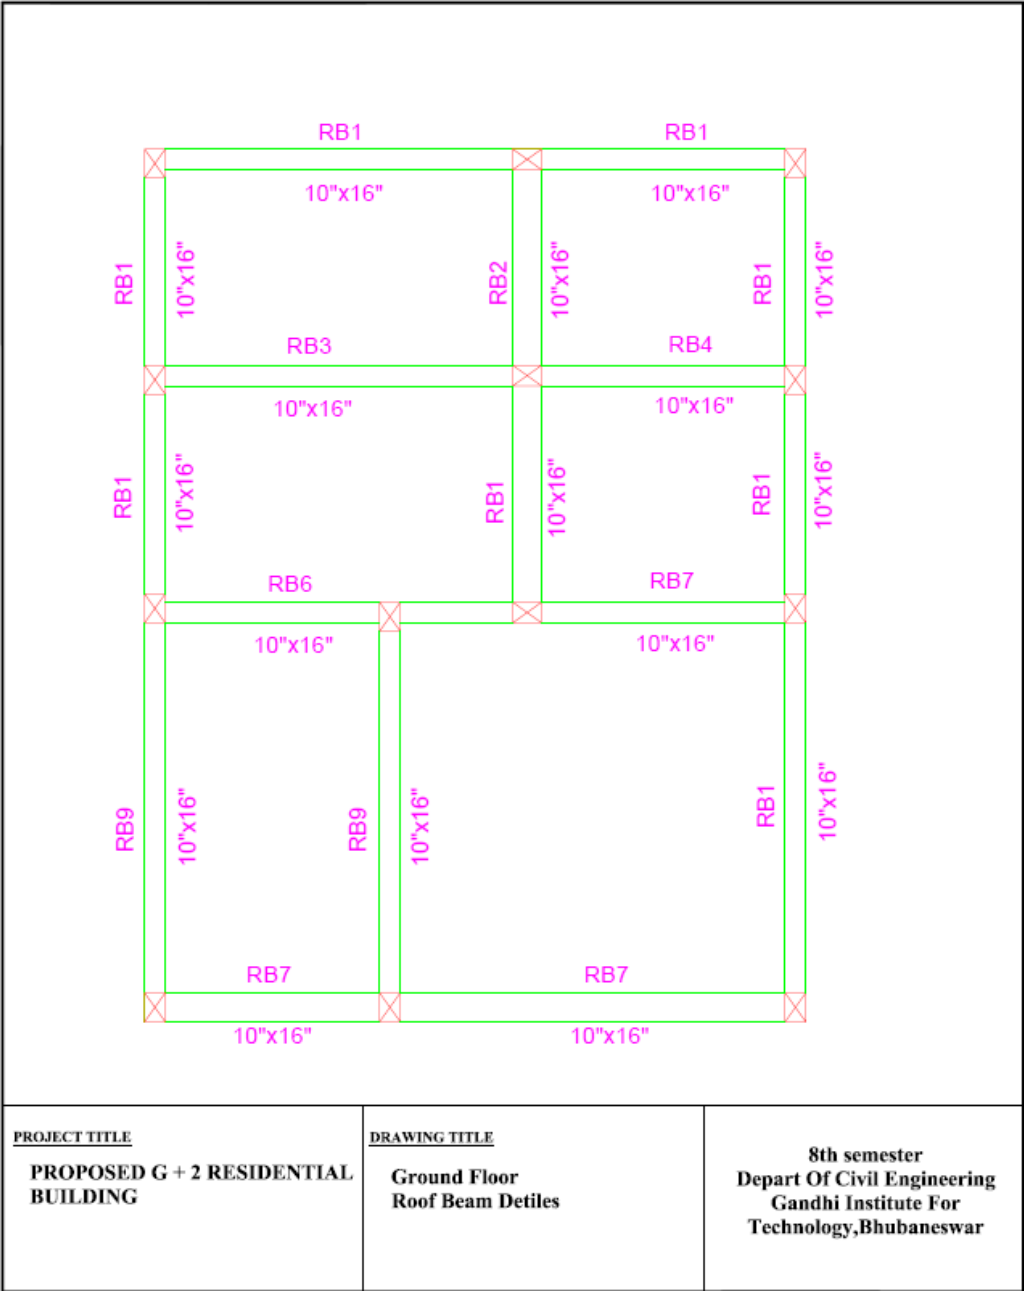 RB1 RB1
10"x16" 10"x16"
RB1 10"x16" RB2 10"x16" RB1 10"x16"
RB3 RB4
10"x16" 10"x16"
RB1 10"x16" RB1 10"x16" RB1 10"x16"
RB6 RB7
10"x16" 10"x16"
RB9 10"x16" RB9 10"x16" RB1 10"x16"
RB7 RB7
10"x16" 10"x16"
PROJECT TITLE
PROPOSED G + 2 RESIDENTIAL
BUILDING
DRAWING TITLE
Ground Floor
Roof Beam Detiles
8th semester
Depart Of Civil Engineering
Gandhi Institute For
Technology,Bhubaneswar